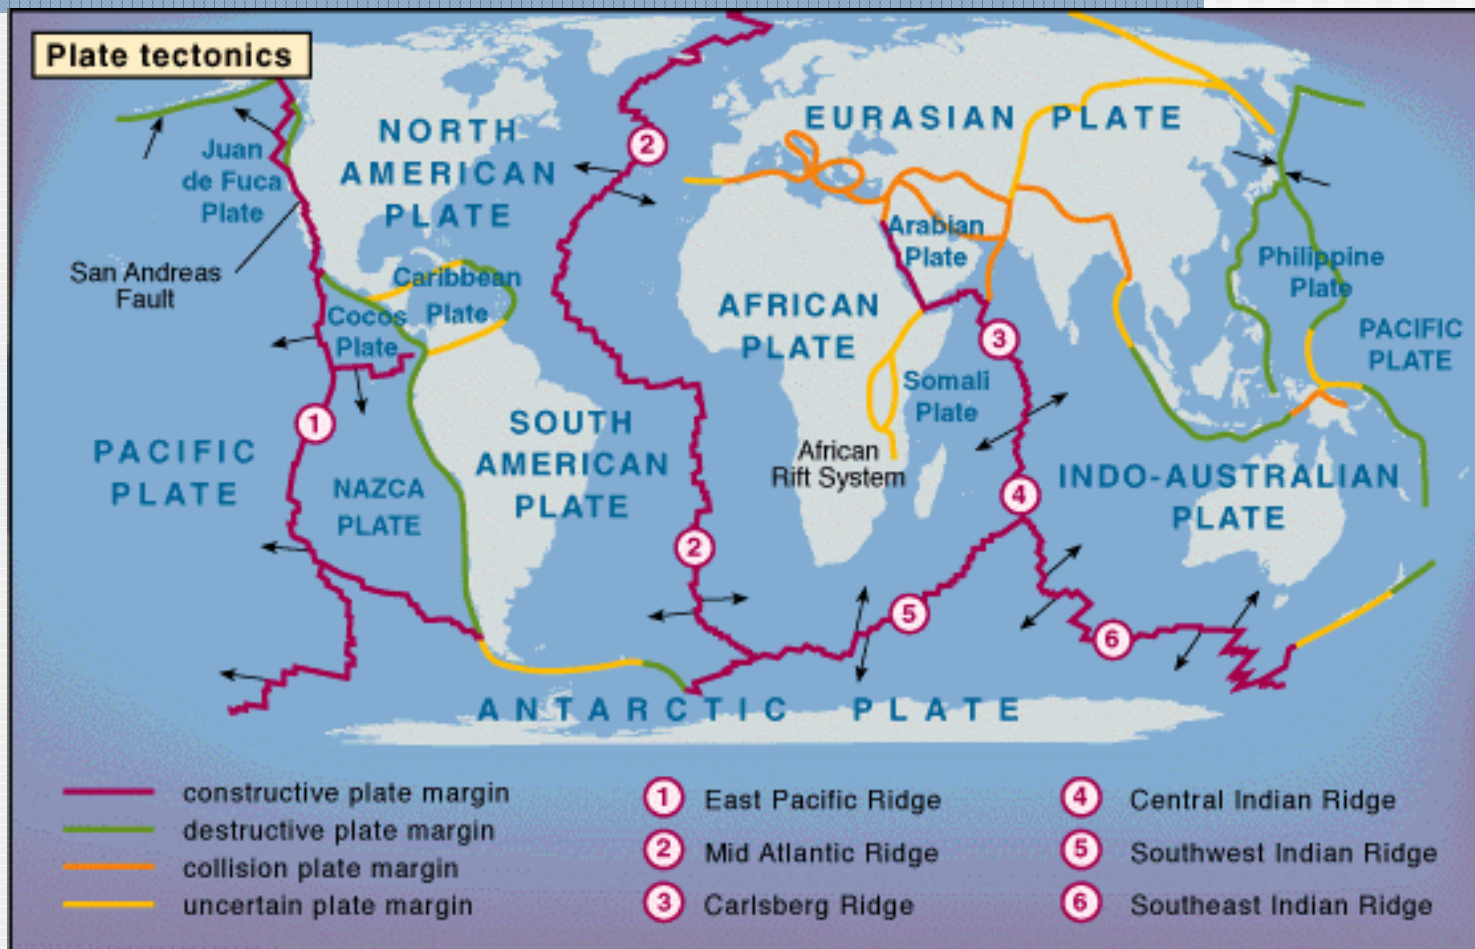 Plate tectonics
NORTH
AMERICAN
PLATE
EURASIAN PLATE
Juan
de Fuca
Plate
San Andreas
Fault
Caribbean
Plate
Cocos
Plate
Arabian
Plate
Philippine
Plate
AFRICAN
PLATE
PACIFIC
PLATE
Somali
Plate
African
Rift System
SOUTH
AMERICAN
PLATE
PACIFIC
PLATE
NAZCA
PLATE
INDO-AUSTRALIAN
PLATE
2
1
3
4
2
5
6
ANTARCTIC PLATE
constructive plate margin
destructive plate margin
collision plate margin
uncertain plate margin
1 East Pacific Ridge
2 Mid Atlantic Ridge
3 Carlsberg Ridge
4 Central Indian Ridge
5 Southwest Indian Ridge
6 Southeast Indian Ridge